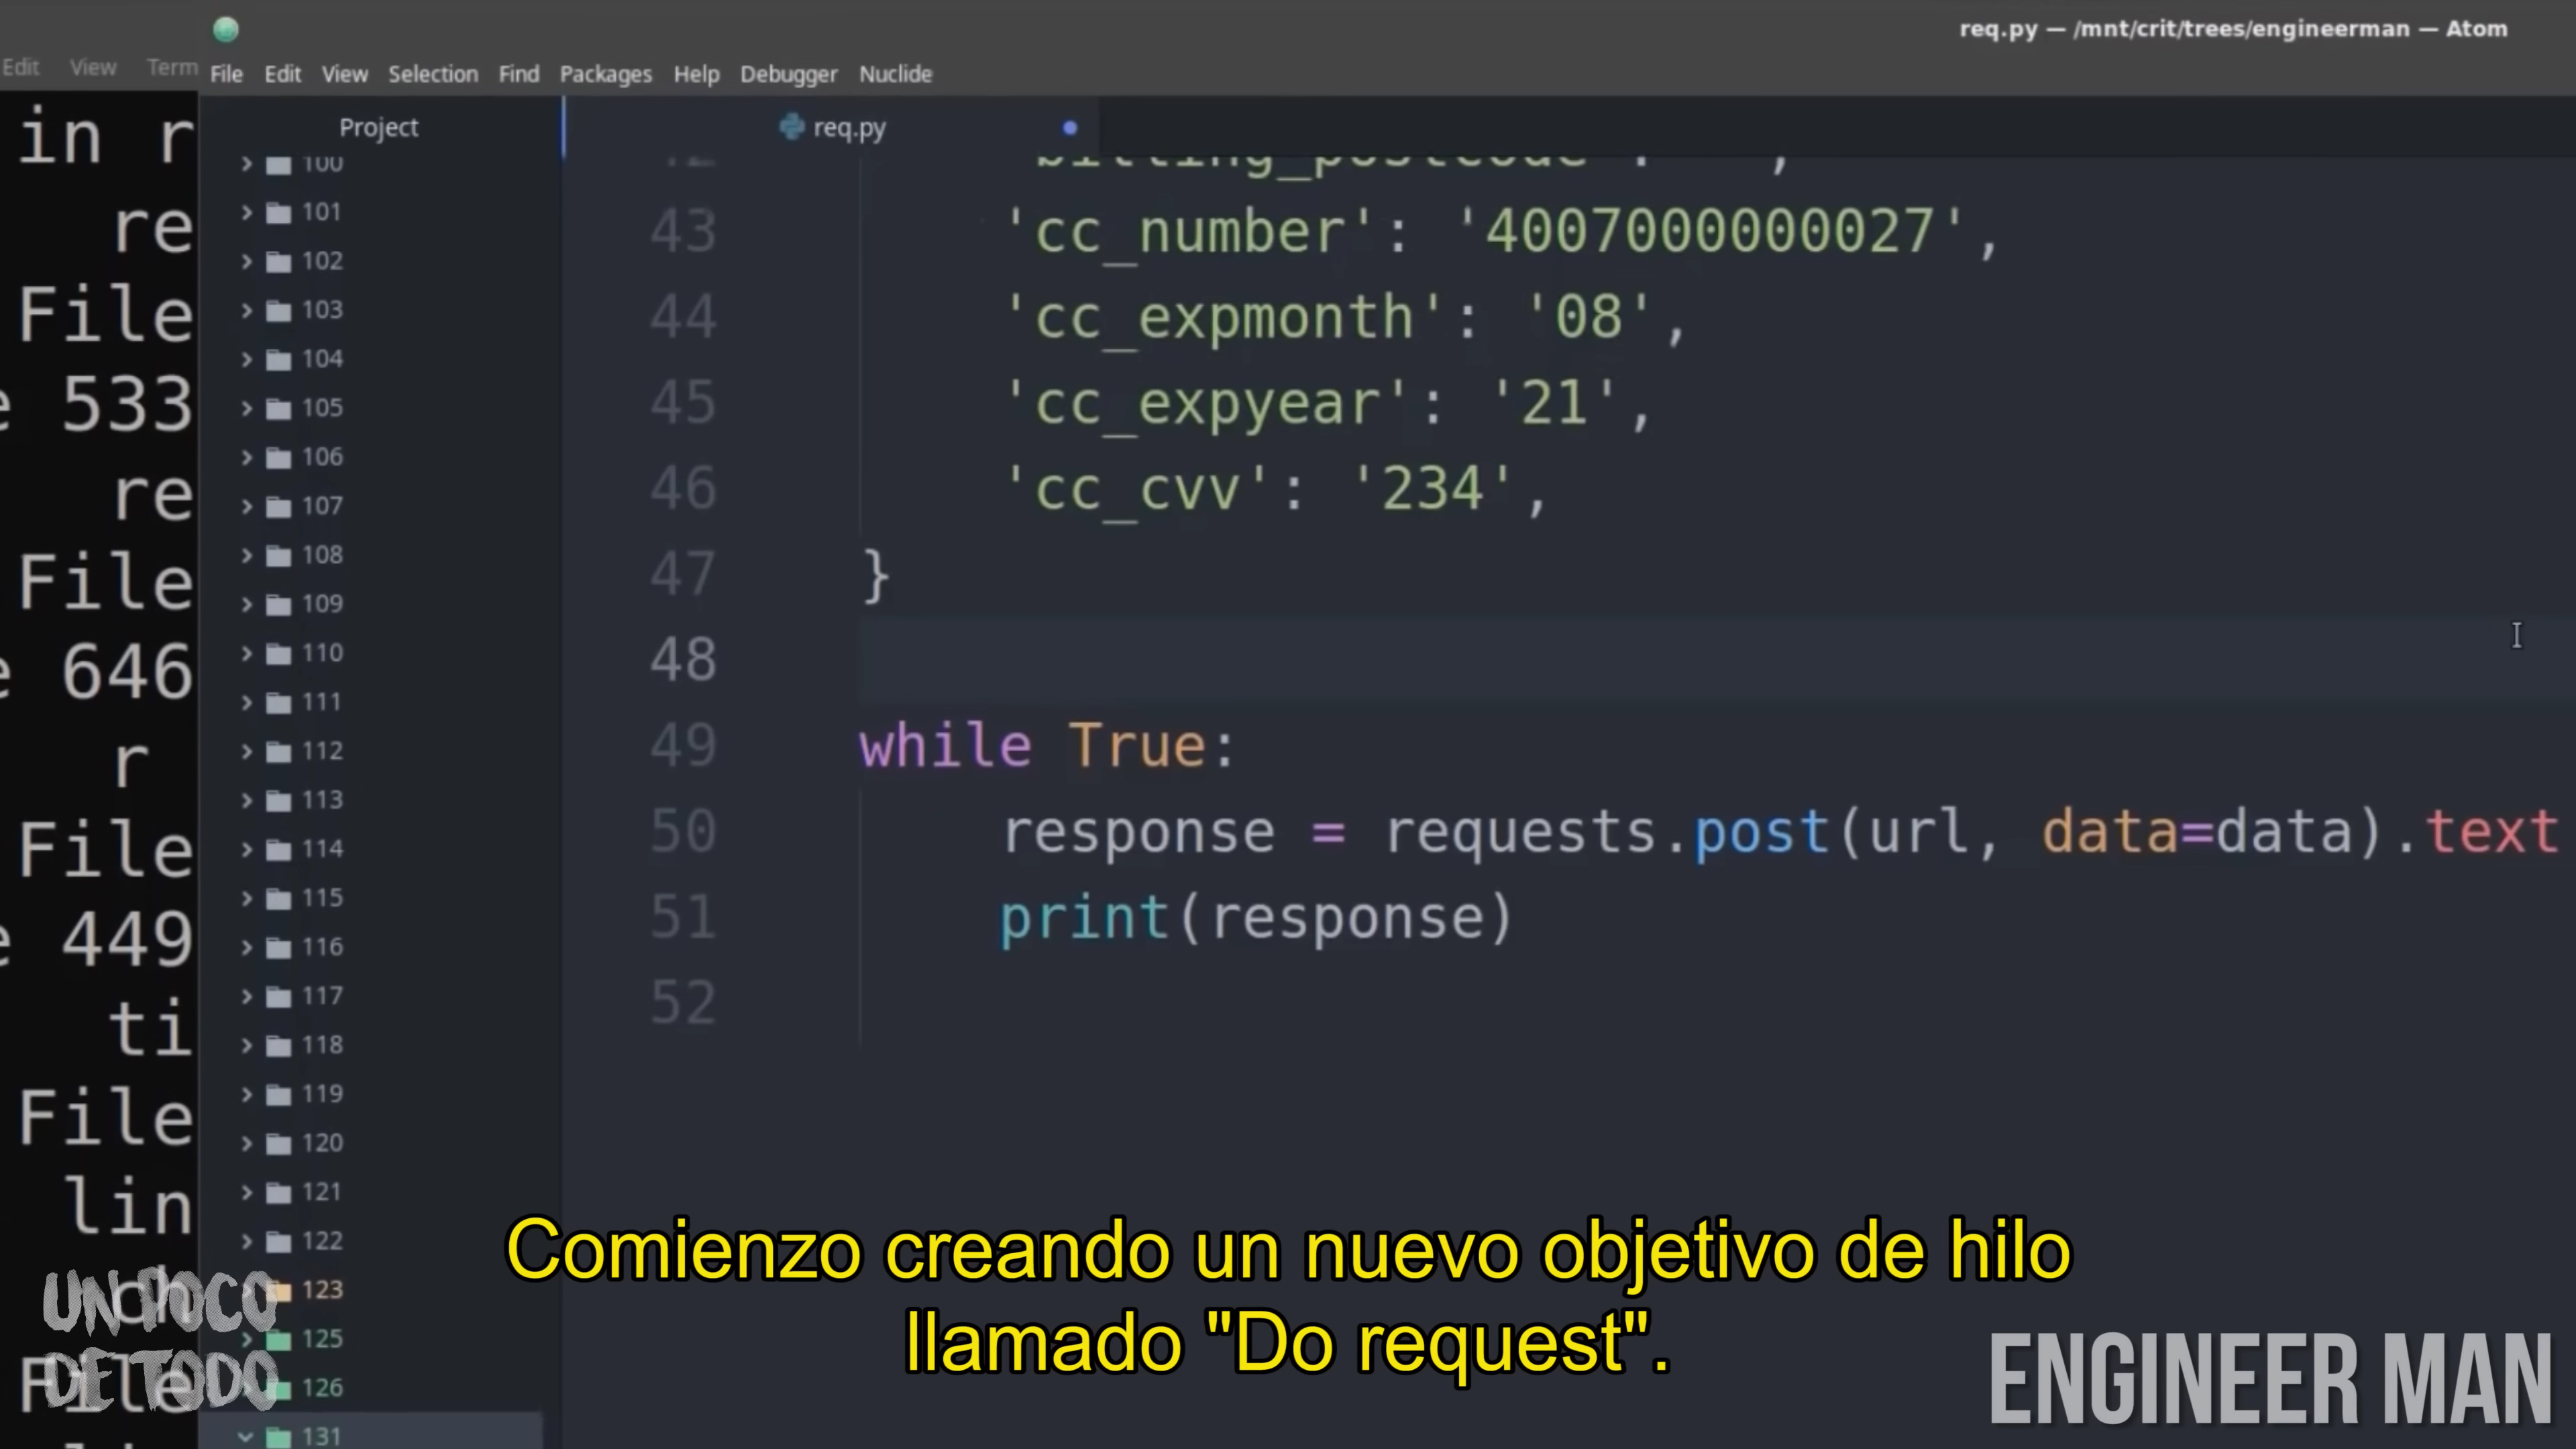 req.py — /mnt/crit/trees/engineerman — Atom
Edit View Term
File Edit View Selection Find Packages Help Debugger Nuclide
in r
re
File
533
re
File
646
r
File
449
ti
File
lin
ch
File
Project
100
101
102
103
104
105
106
107
108
109
110
111
112
113
114
115
116
117
118
119
120
121
122
123
125
126
131
req.py
42 'billing_postcode': '',
43 'cc_number': '4007000000027',
44 'cc_expmonth': '08',
45 'cc_expyear': '21',
46 'cc_cvv': '234',
47 }
48
49 while True:
50 response = requests.post(url, data=data).text
51 print(response)
52
Comienzo creando un nuevo objetivo de hilo
llamado "Do request".
UN POCO
DE TODO
ENGINEER MAN